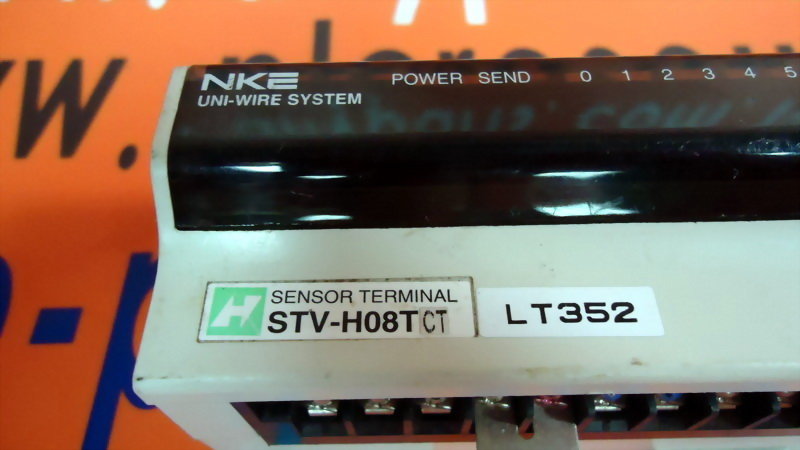 NKE
UNI-WIRE SYSTEM
POWER SEND 0 1 2 3 4 5
H SENSOR TERMINAL
STV-H08TCT
LT352